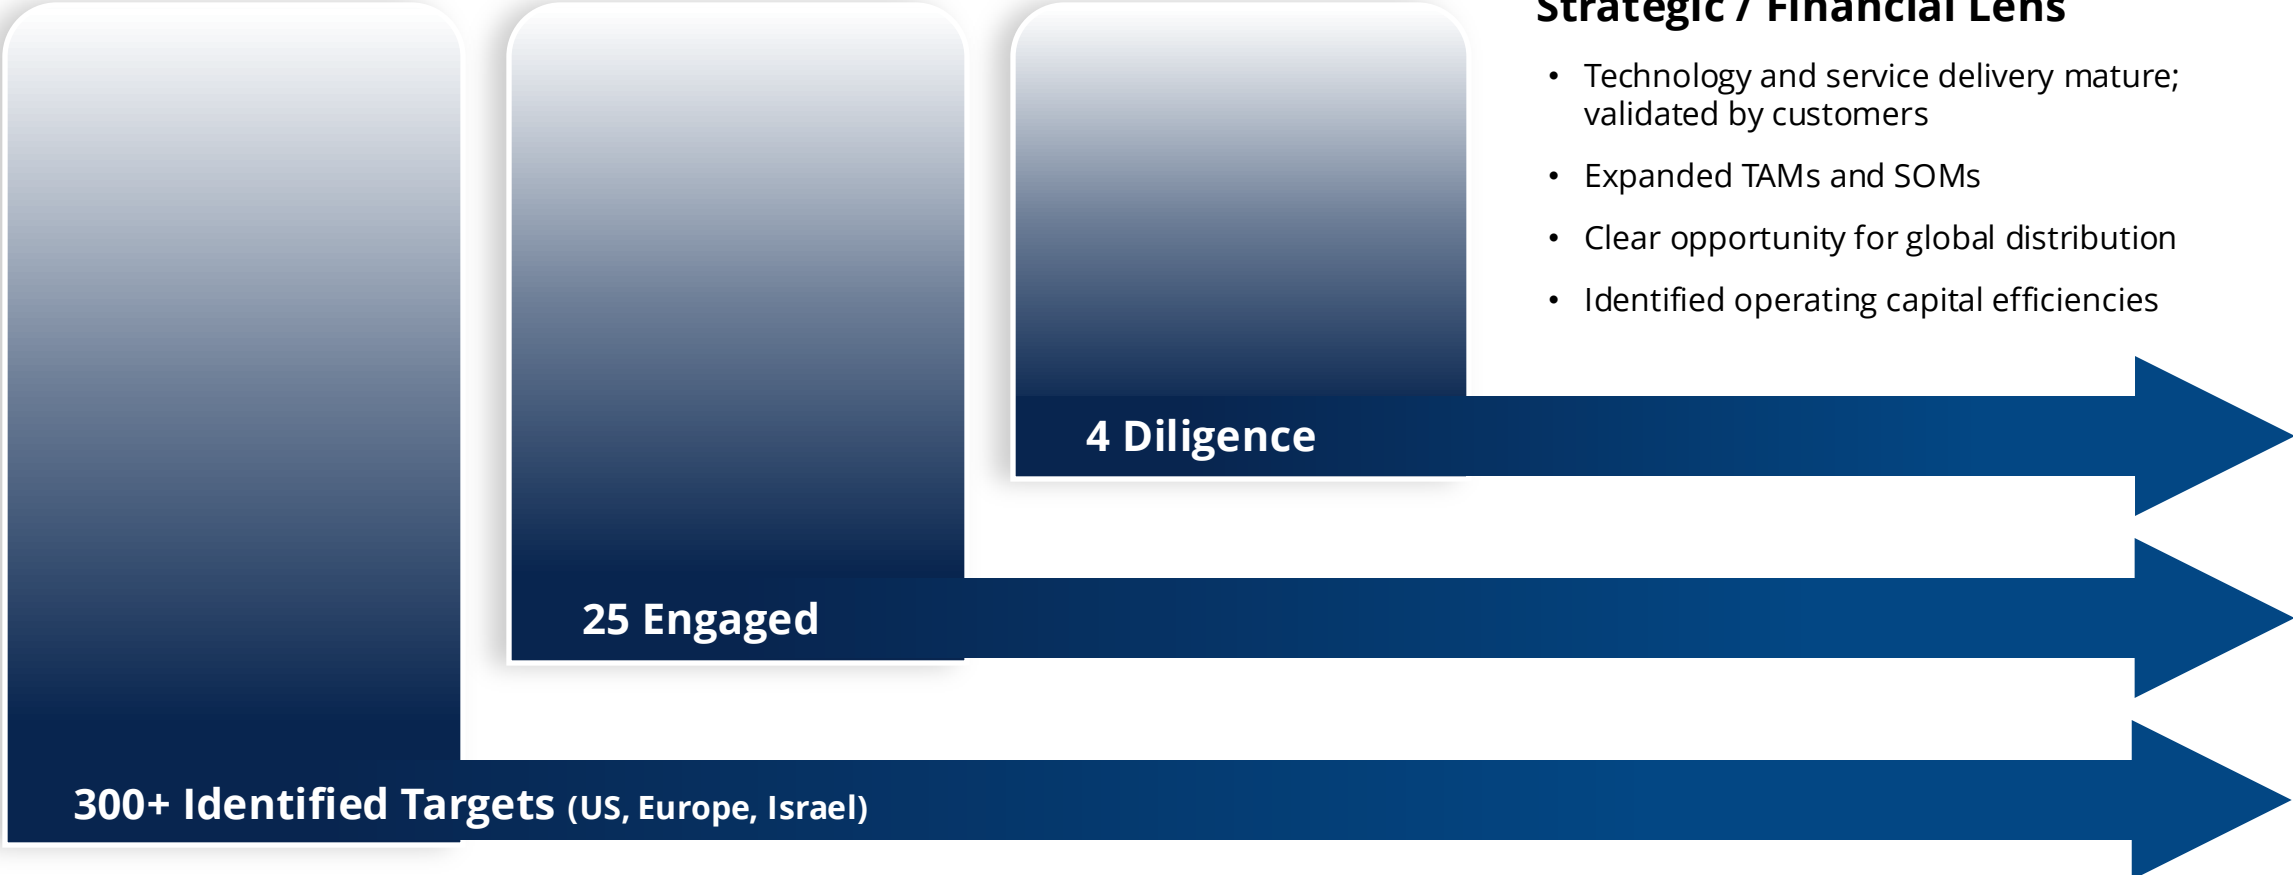 Strategic / Financial Lens
• Technology and service delivery mature;
validated by customers
• Expanded TAMs and SOMs
• Clear opportunity for global distribution
• Identified operating capital efficiencies
4 Diligence
25 Engaged
300+ Identified Targets (US, Europe, Israel)